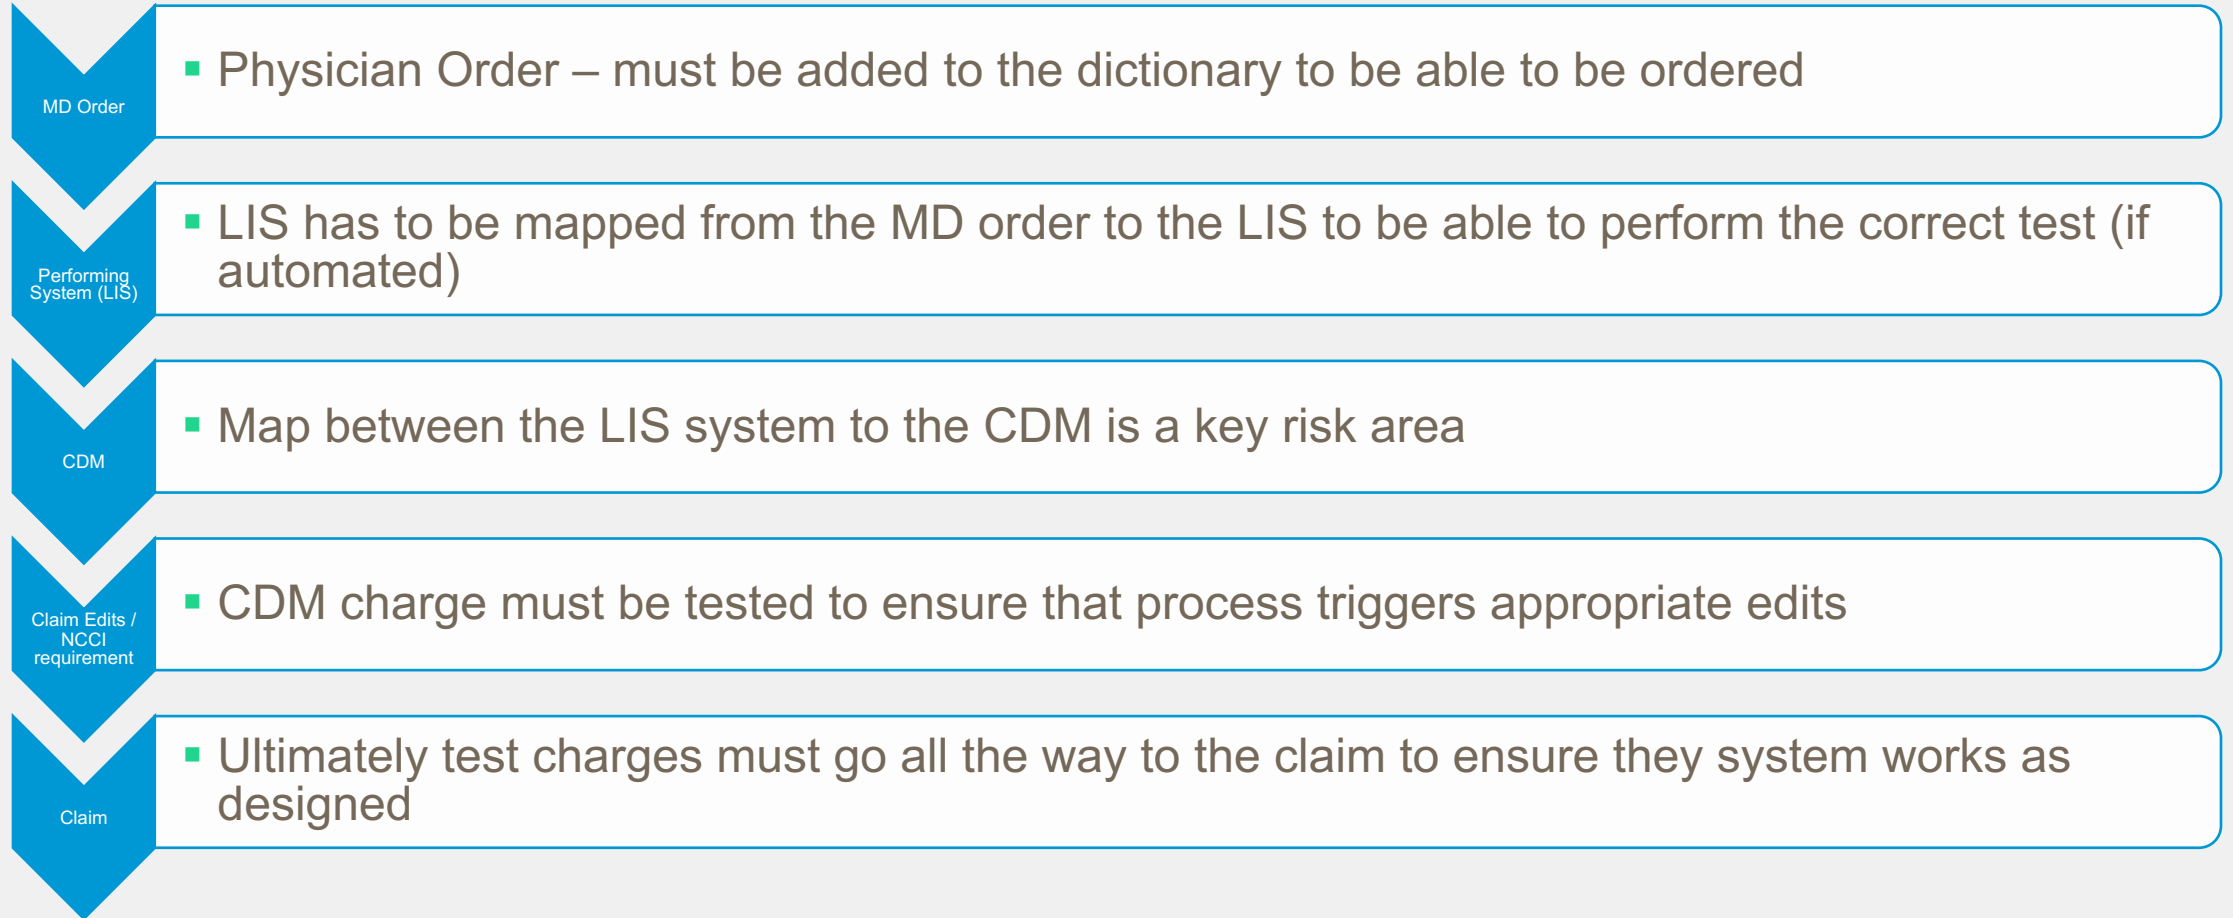 MD Order
▪ Physician Order – must be added to the dictionary to be able to be ordered
Performing
System (LIS)
▪ LIS has to be mapped from the MD order to the LIS to be able to perform the correct test (if
automated)
CDM
▪ Map between the LIS system to the CDM is a key risk area
Claim Edits /
NCCI
requirement
▪ CDM charge must be tested to ensure that process triggers appropriate edits
Claim
▪ Ultimately test charges must go all the way to the claim to ensure they system works as
designed